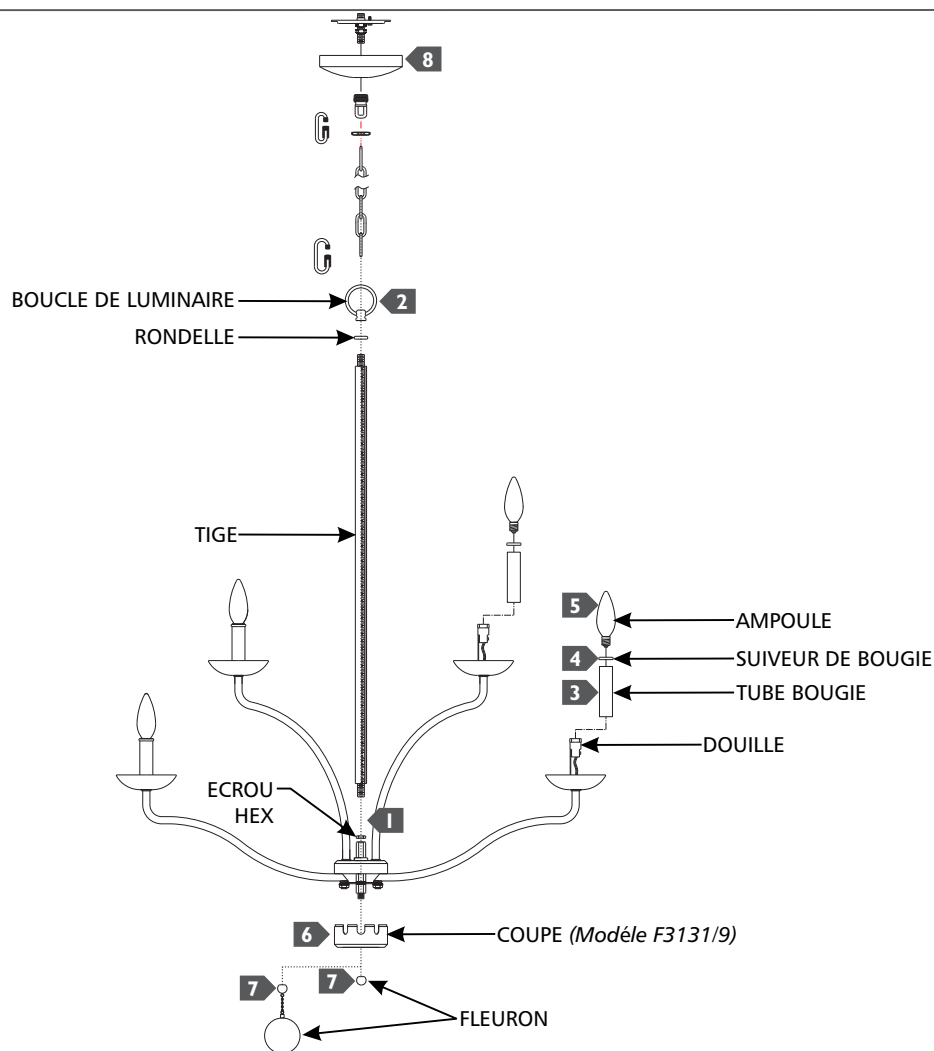 8
BOUCLE DE LUMINAIRE
2
RONDELLE
TIGE
5
AMPOULE
4
SUIVEUR DE BOUGIE
3
TUBE BOUGIE
DOUILLE
ECROU
HEX
1
6
COUPE (Modéle F3131/9)
7
7
FLEURON